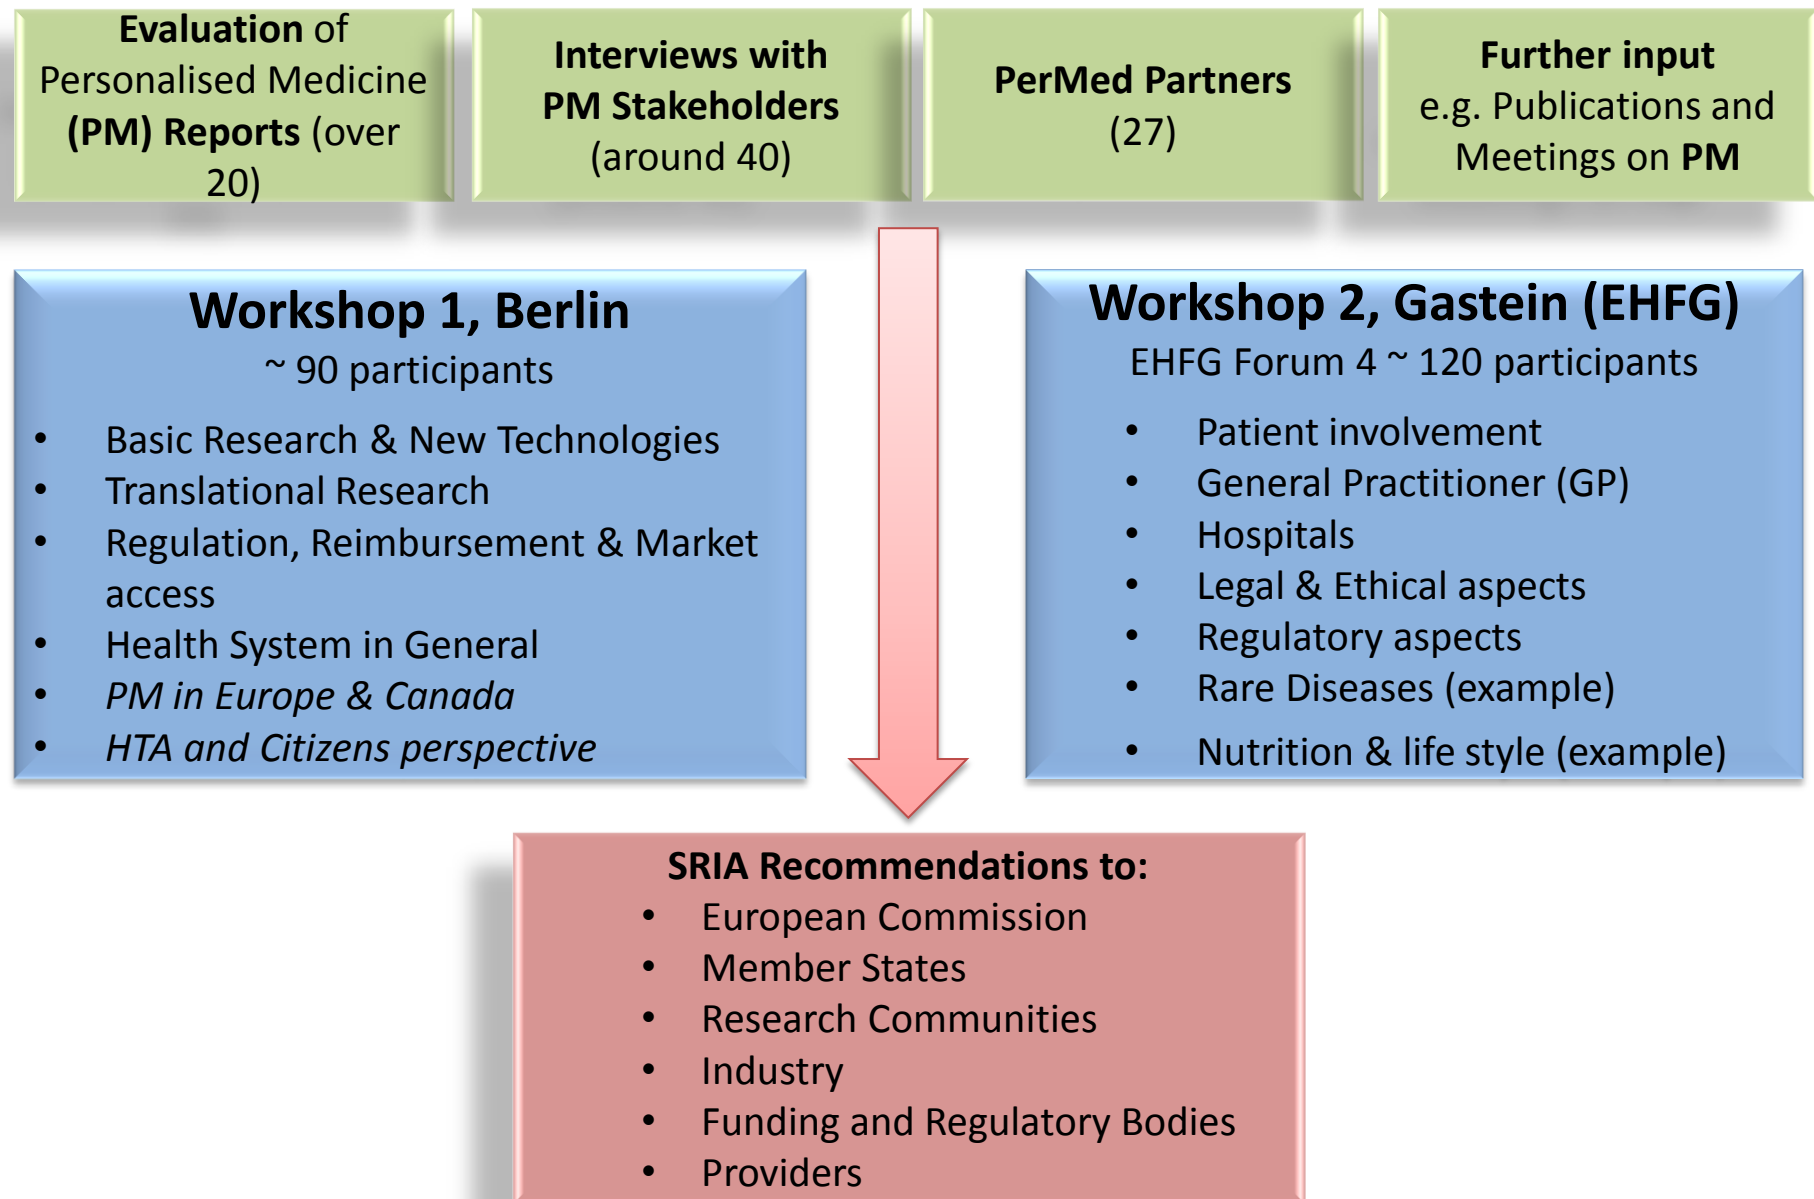 Evaluation of
Personalised Medicine
(PM) Reports (over
20)
Interviews with
PM Stakeholders
(around 40)
PerMed Partners
(27)
Further input
e.g. Publications and
Meetings on PM
Workshop 1, Berlin
~ 90 participants
• Basic Research & New Technologies
• Translational Research
• Regulation, Reimbursement & Market
access
• Health System in General
• PM in Europe & Canada
• HTA and Citizens perspective
Workshop 2, Gastein (EHFG)
EHFG Forum 4 ~ 120 participants
• Patient involvement
• General Practitioner (GP)
• Hospitals
• Legal & Ethical aspects
• Regulatory aspects
• Rare Diseases (example)
• Nutrition & life style (example)
SRIA Recommendations to:
• European Commission
• Member States
• Research Communities
• Industry
• Funding and Regulatory Bodies
• Providers